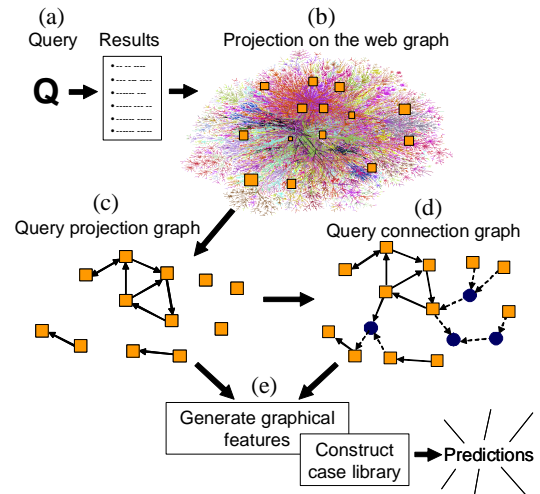 (a)
Query
Results
Q
(b)
Projection on the web graph
(c)
Query projection graph
(d)
Query connection graph
(e)
Generate graphical
features
Construct
case library
Predictions